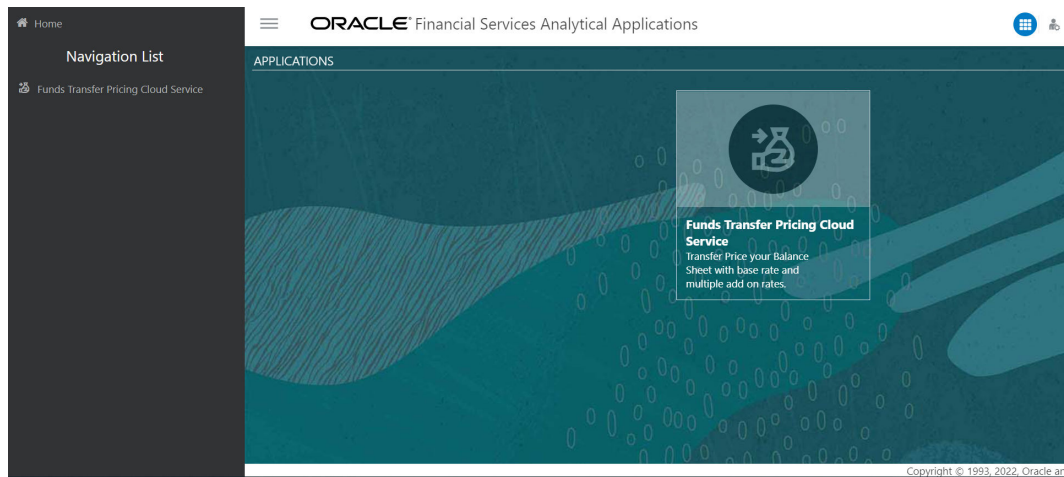 Home
Navigation List
Funds Transfer Pricing Cloud Service
ORACLE® Financial Services Analytical Applications
APPLICATIONS
Funds Transfer Pricing Cloud
Service
Transfer Price your Balance
Sheet with base rate and
multiple add on rates.
Copyright © 1993, 2022, Oracle an